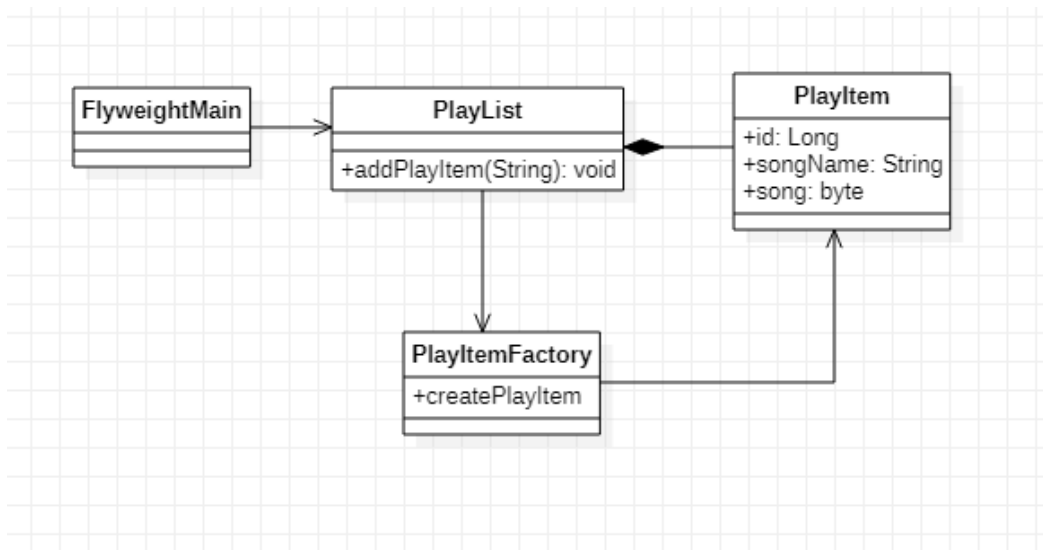 FlyweightMain
PlayList
+addPlayItem(String): void
PlayItem
+id: Long
+songName: String
+song: byte
PlayItemFactory
+createPlayItem